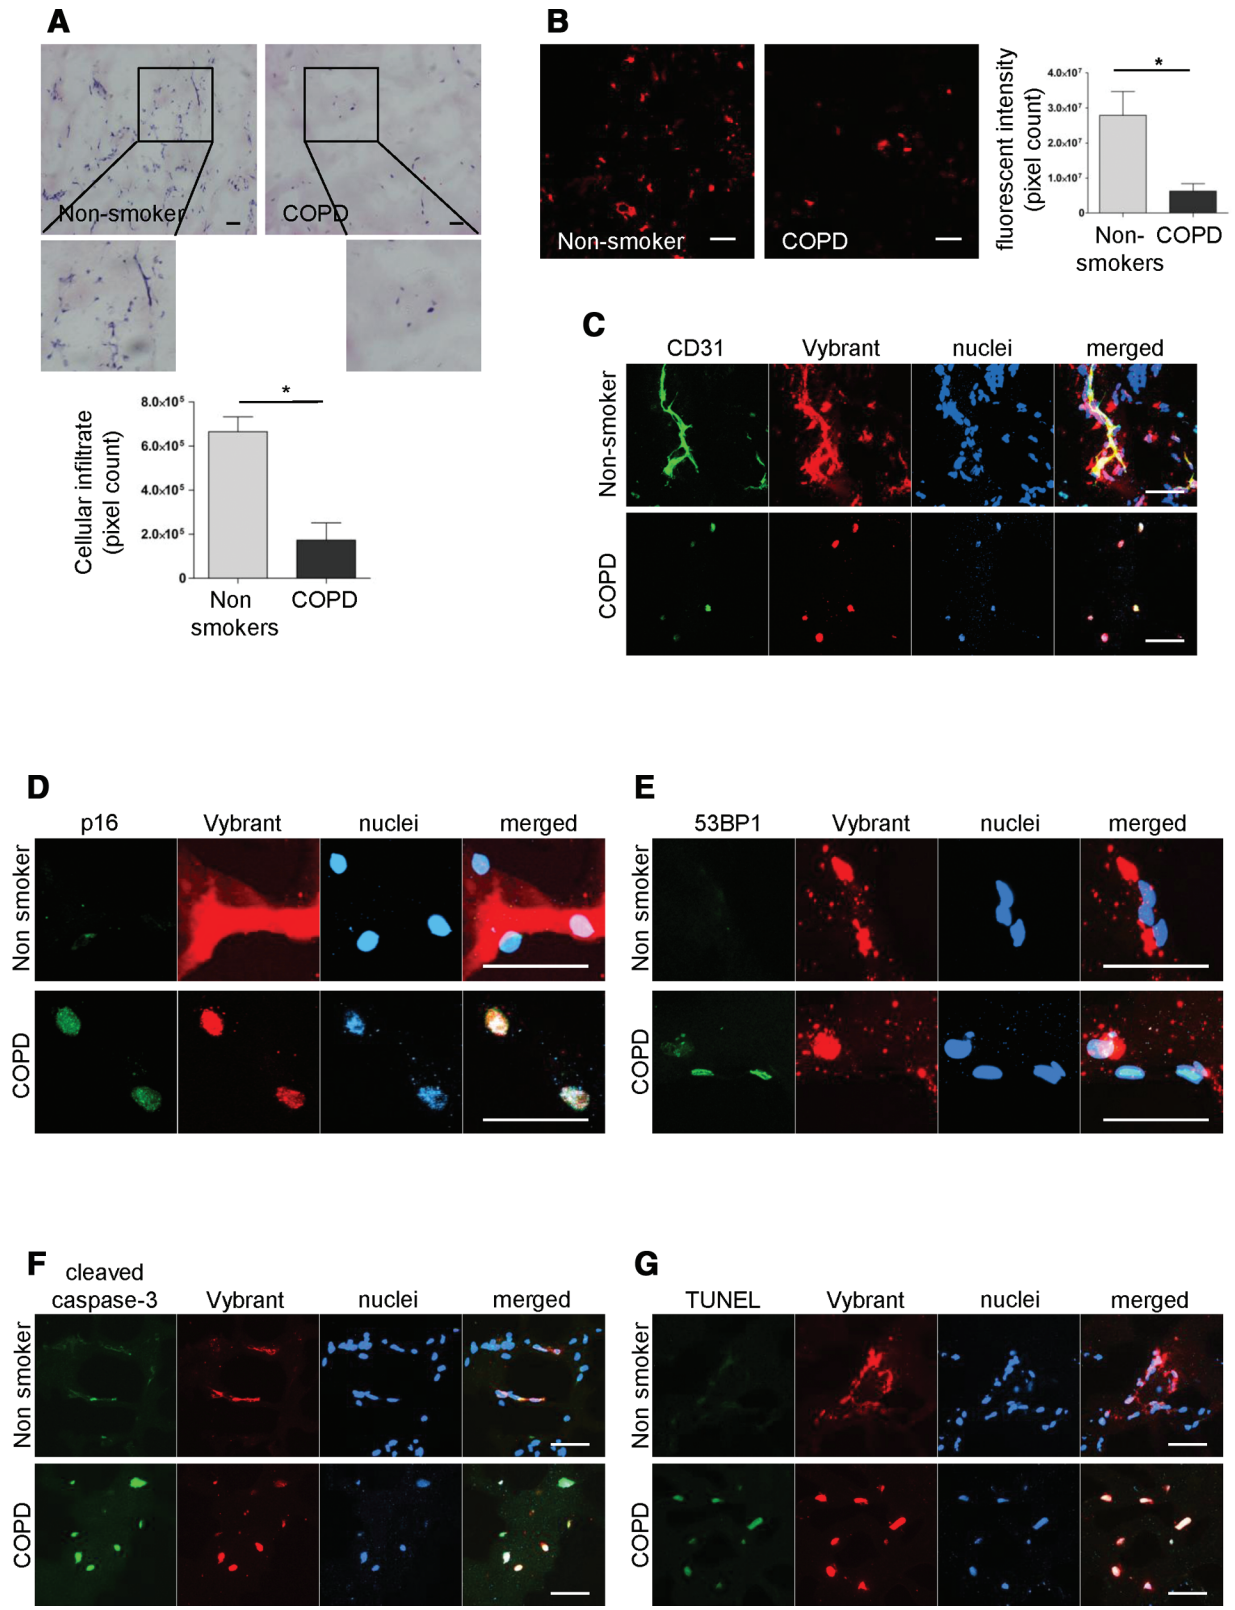 A
Non-smoker
COPD
Cellular infiltrate
(pixel count)
8.0x10⁵
6.0x10⁵
4.0x10⁵
2.0x10⁵
0
*
Non
smokers
COPD
B
Non-smoker
COPD
fluorescent intensity
(pixel count)
4.0x10⁷
3.0x10⁷
2.0x10⁷
1.0x10⁷
0
*
Non-
smokers
COPD
C
CD31 Vybrant nuclei merged
Non-smoker
COPD
D
p16 Vybrant nuclei merged
Non smoker
COPD
E
53BP1 Vybrant nuclei merged
Non smoker
COPD
F
cleaved
caspase-3 Vybrant nuclei merged
Non smoker
COPD
G
TUNEL Vybrant nuclei merged
Non smoker
COPD